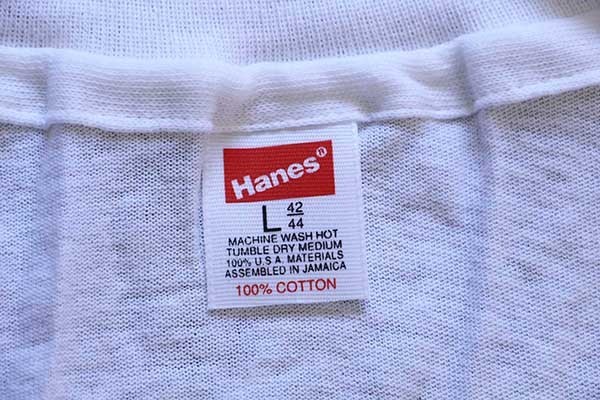 Hanes®
L 42/44
MACHINE WASH HOT
TUMBLE DRY MEDIUM
100% U.S.A. MATERIALS
ASSEMBLED IN JAMAICA
100% COTTON